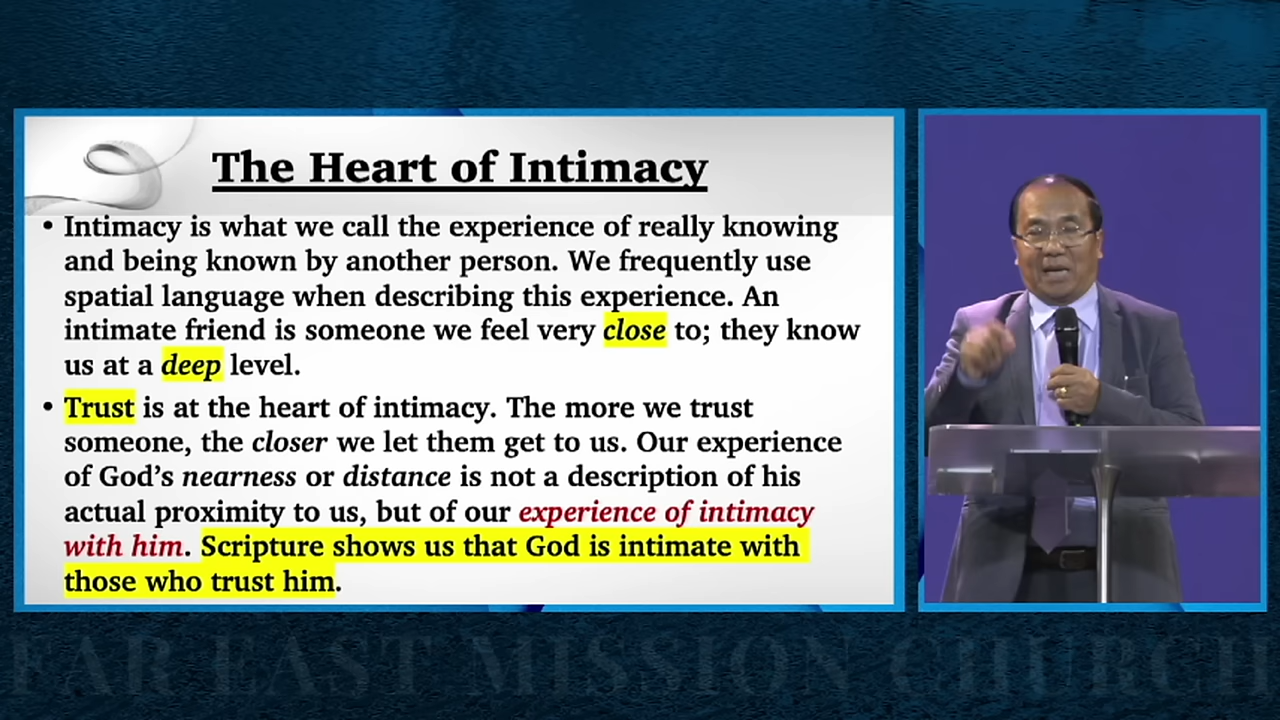 The Heart of Intimacy
• Intimacy is what we call the experience of really knowing
and being known by another person. We frequently use
spatial language when describing this experience. An
intimate friend is someone we feel very close to; they know
us at a deep level.
• Trust is at the heart of intimacy. The more we trust
someone, the closer we let them get to us. Our experience
of God’s nearness or distance is not a description of his
actual proximity to us, but of our experience of intimacy
with him. Scripture shows us that God is intimate with
those who trust him.
FAR EAST MISSION CHURCH